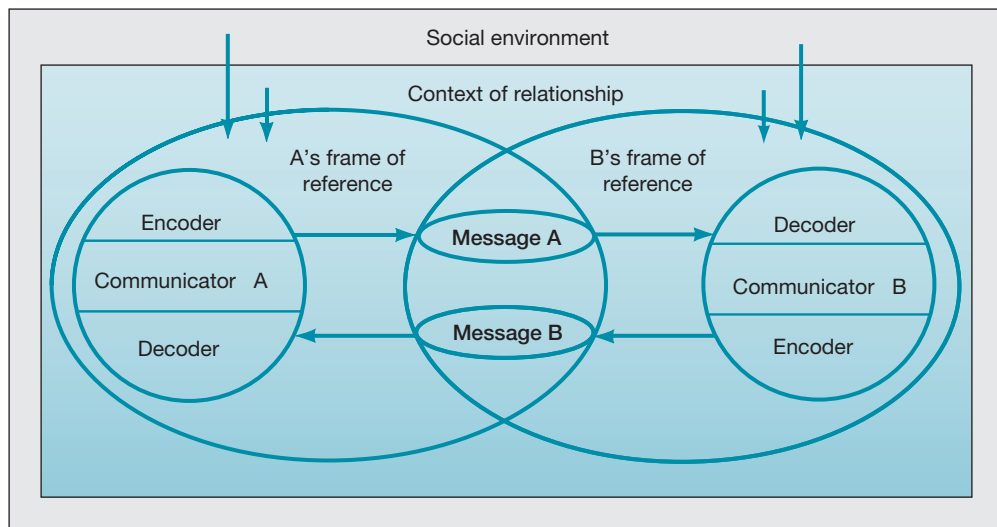 Social environment
Context of relationship
A’s frame of
reference
B’s frame of
reference
Encoder
Communicator A
Decoder
Message A
Message B
Decoder
Communicator B
Encoder